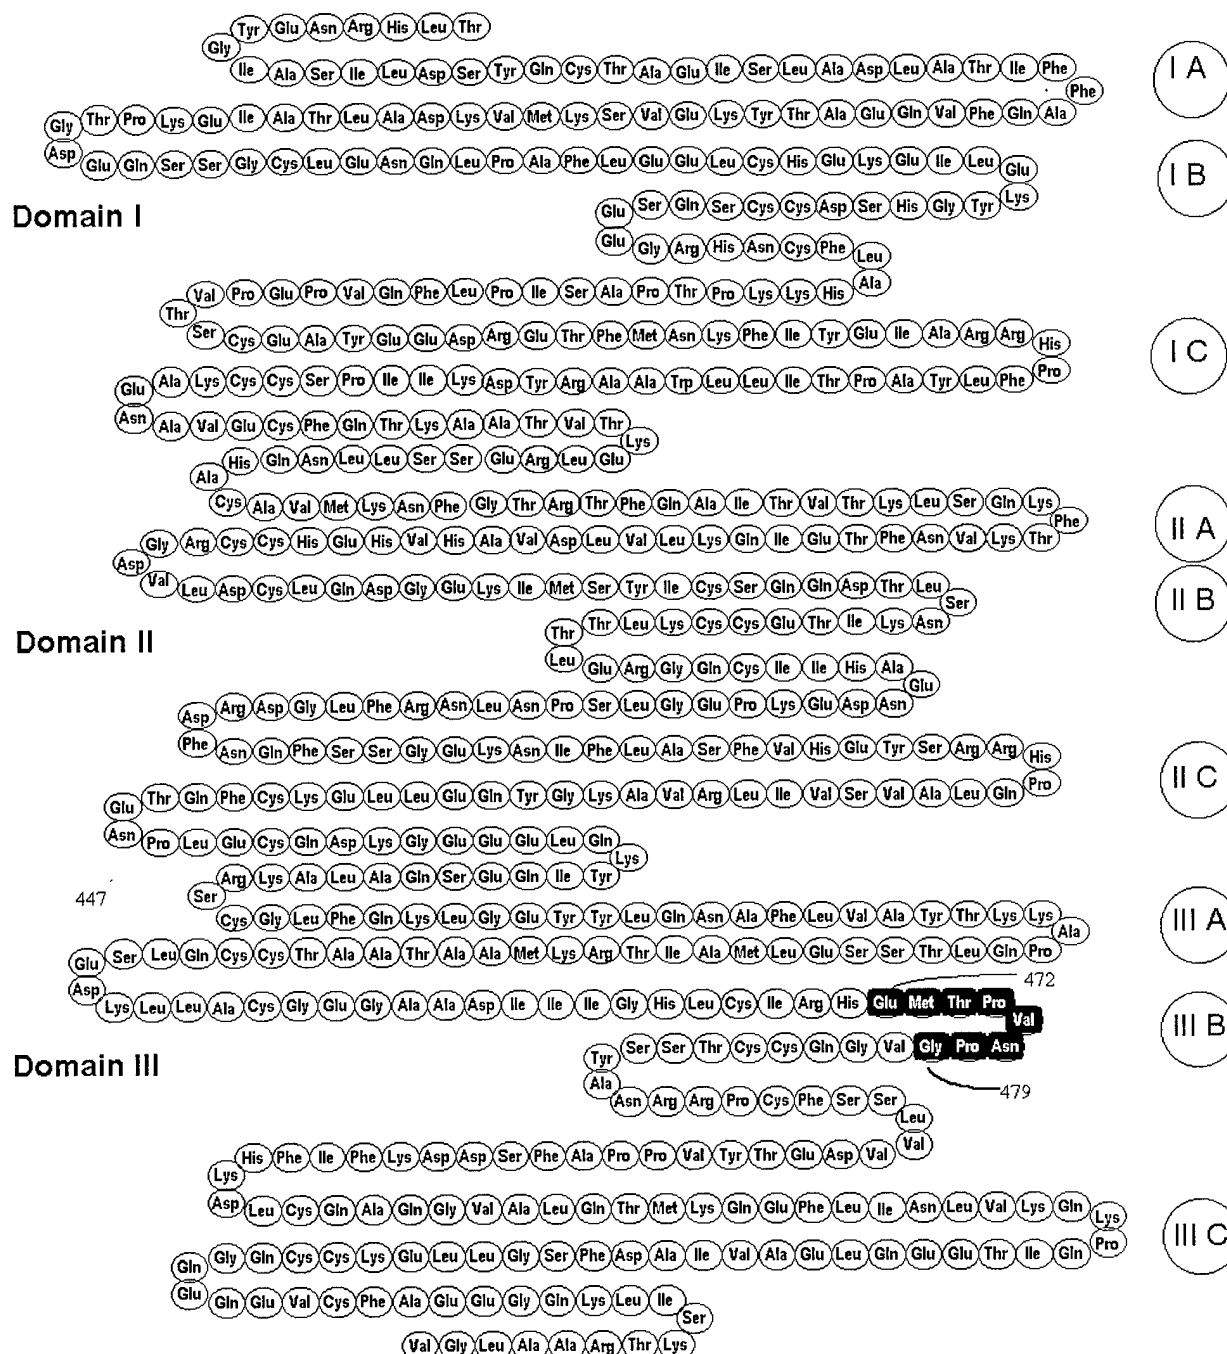 Tyr Glu Asn Arg His Leu Thr
Gly
Ile Ala Ser Ile Leu Asp Ser Tyr Gln Cys Thr Ala Glu Ile Ser Leu Ala Asp Leu Ala Thr Ile Phe
I A
Phe
Gly Thr Pro Lys Glu Ile Ala Thr Leu Ala Asp Lys Val Met Lys Ser Val Glu Lys Tyr Thr Ala Glu Gln Val Phe Gln Ala
Asp Glu Gln Ser Ser Gly Cys Leu Glu Asn Gln Leu Pro Ala Phe Leu Glu Glu Leu Cys His Glu Lys Glu Ile Leu Glu
I B
Glu Ser Gln Ser Cys Cys Asp Ser His Gly Tyr Lys
Domain I
Glu Gly Arg His Asn Cys Phe Leu
Val Pro Glu Pro Val Gln Phe Leu Pro Ile Ser Ala Pro Thr Pro Lys Lys His Ala
Thr
Ser Cys Glu Ala Tyr Glu Glu Asp Arg Glu Thr Phe Met Asn Lys Phe Ile Tyr Glu Ile Ala Arg Arg His
I C
Glu Ala Lys Cys Cys Ser Pro Ile Ile Lys Asp Tyr Arg Ala Ala Trp Leu Leu Ile Thr Pro Ala Tyr Leu Phe Pro
Asn Ala Val Glu Cys Phe Gln Thr Lys Ala Ala Thr Val Thr
Lys
Ala His Gln Asn Leu Leu Ser Ser Glu Arg Leu Glu
Cys Ala Val Met Lys Asn Phe Gly Thr Arg Thr Phe Gln Ala Ile Thr Val Thr Lys Leu Ser Gln Lys
Phe
II A
Gly Arg Cys Cys His Glu His Val His Ala Val Asp Leu Val Leu Lys Gln Ile Glu Thr Phe Asn Val Lys Thr
Asp
Val Leu Asp Cys Leu Gln Asp Gly Glu Lys Ile Met Ser Tyr Ile Cys Ser Gln Gln Asp Thr Leu
II B
Ser
Thr Thr Leu Lys Cys Cys Glu Thr Ile Lys Asn
Domain II
Leu Glu Arg Gly Gln Cys Ile Ile His Ala
Glu
Asp Arg Asp Gly Leu Phe Arg Asn Leu Asn Pro Ser Leu Gly Glu Pro Lys Glu Asp Asn
Phe Asn Gln Phe Ser Ser Gly Glu Lys Asn Ile Phe Leu Ala Ser Phe Val His Glu Tyr Ser Arg Arg His
II C
Glu Thr Gln Phe Cys Lys Glu Leu Leu Glu Gln Tyr Gly Lys Ala Val Arg Leu Ile Val Ser Val Ala Leu Gln Pro
Asn Pro Leu Glu Cys Gln Asp Lys Gly Glu Glu Glu Leu Gln
Lys
Arg Lys Ala Leu Ala Gln Ser Glu Gln Ile Tyr
447
Ser
Cys Gly Leu Phe Gln Lys Leu Gly Glu Tyr Tyr Leu Gln Asn Ala Phe Leu Val Ala Tyr Thr Lys Lys
III A
Ala
Glu Ser Leu Gln Cys Cys Thr Ala Ala Thr Ala Ala Met Lys Arg Thr Ile Ala Met Leu Glu Ser Ser Thr Leu Gln Pro
472
Asp Lys Leu Leu Ala Cys Gly Glu Gly Ala Ala Asp Ile Ile Ile Gly His Leu Cys Ile Arg His Glu Met Thr Pro
Val
III B
Tyr Ser Ser Thr Cys Cys Gln Gly Val Gly Pro Asn
Domain III
479
Ala Asn Arg Arg Pro Cys Phe Ser Ser Leu
Lys His Phe Ile Phe Lys Asp Asp Ser Phe Ala Pro Pro Val Tyr Thr Glu Asp Val Val
Asp Leu Cys Gln Ala Gln Gly Val Ala Leu Gln Thr Met Lys Gln Glu Phe Leu Ile Asn Leu Val Lys Gln Lys
III C
Gln Gly Gln Cys Cys Lys Glu Leu Leu Gly Ser Phe Asp Ala Ile Val Ala Glu Leu Gln Glu Glu Thr Ile Gln Pro
Glu Gln Glu Val Cys Phe Ala Glu Glu Gly Gln Lys Leu Ile
Ser
Val Gly Leu Ala Ala Arg Thr Lys